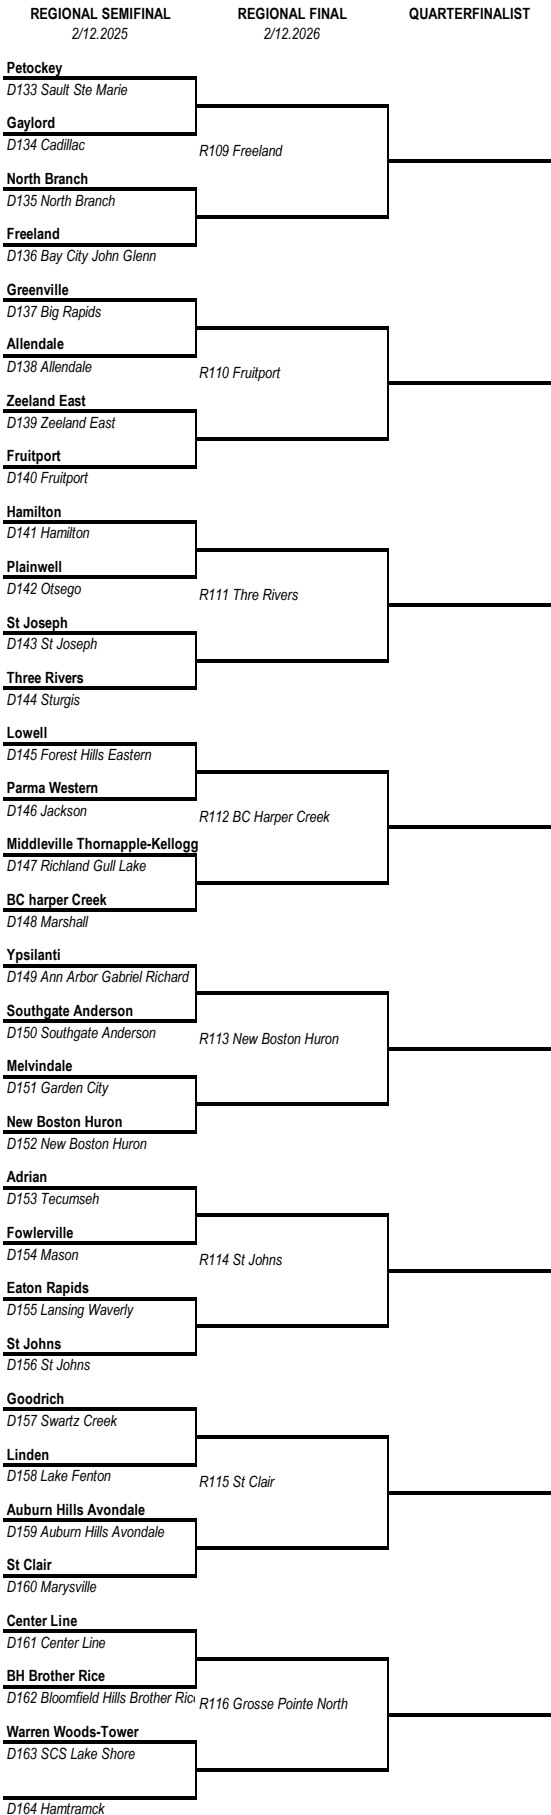 REGIONAL SEMIFINAL REGIONAL FINAL QUARTERFINALIST
2/12.2025 2/12.2026
Petockey
D133 Sault Ste Marie
Gaylord
D134 Cadillac
R109 Freeland
North Branch
D135 North Branch
Freeland
D136 Bay City John Glenn
Greenville
D137 Big Rapids
Allendale
D138 Allendale
R110 Fruitport
Zeeland East
D139 Zeeland East
Fruitport
D140 Fruitport
Hamilton
D141 Hamilton
Plainwell
D142 Otsego
R111 Thre Rivers
St Joseph
D143 St Joseph
Three Rivers
D144 Sturgis
Lowell
D145 Forest Hills Eastern
Parma Western
D146 Jackson
R112 BC Harper Creek
Middleville Thornapple-Kellogg
D147 Richland Gull Lake
BC harper Creek
D148 Marshall
Ypsilanti
D149 Ann Arbor Gabriel Richard
Southgate Anderson
D150 Southgate Anderson
R113 New Boston Huron
Melvindale
D151 Garden City
New Boston Huron
D152 New Boston Huron
Adrian
D153 Tecumseh
Fowlerville
D154 Mason
R114 St Johns
Eaton Rapids
D155 Lansing Waverly
St Johns
D156 St Johns
Goodrich
D157 Swartz Creek
Linden
D158 Lake Fenton
R115 St Clair
Auburn Hills Avondale
D159 Auburn Hills Avondale
St Clair
D160 Marysville
Center Line
D161 Center Line
BH Brother Rice
D162 Bloomfield Hills Brother Ric
R116 Grosse Pointe North
Warren Woods-Tower
D163 SCS Lake Shore
D164 Hamtramck